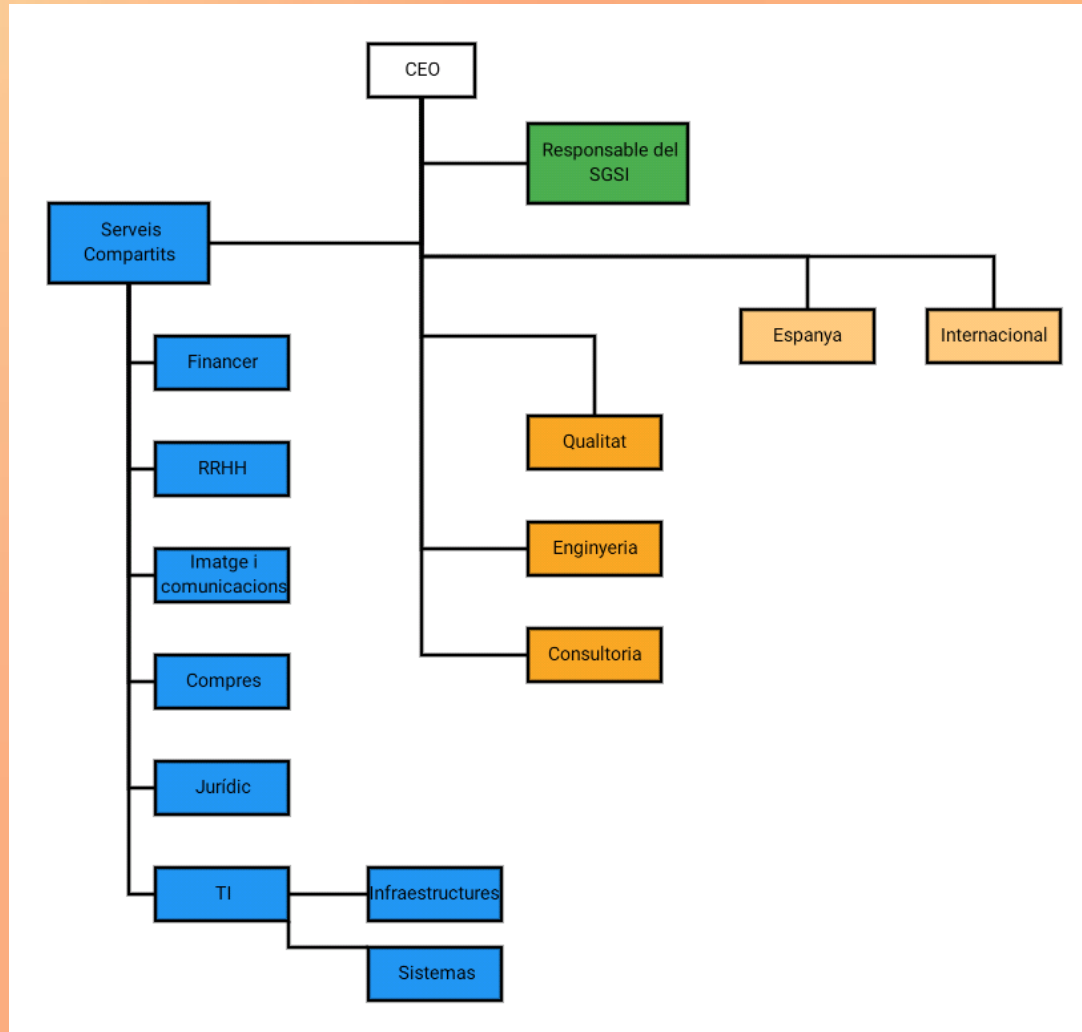 CEO
Responsable del
SGSI
Serveis
Compartits
Espanya
Internacional
Financer
Qualitat
RRHH
Enginyeria
Imatge i
comunicacions
Consultoria
Compres
Jurídic
TI
Infraestructures
Sistemas